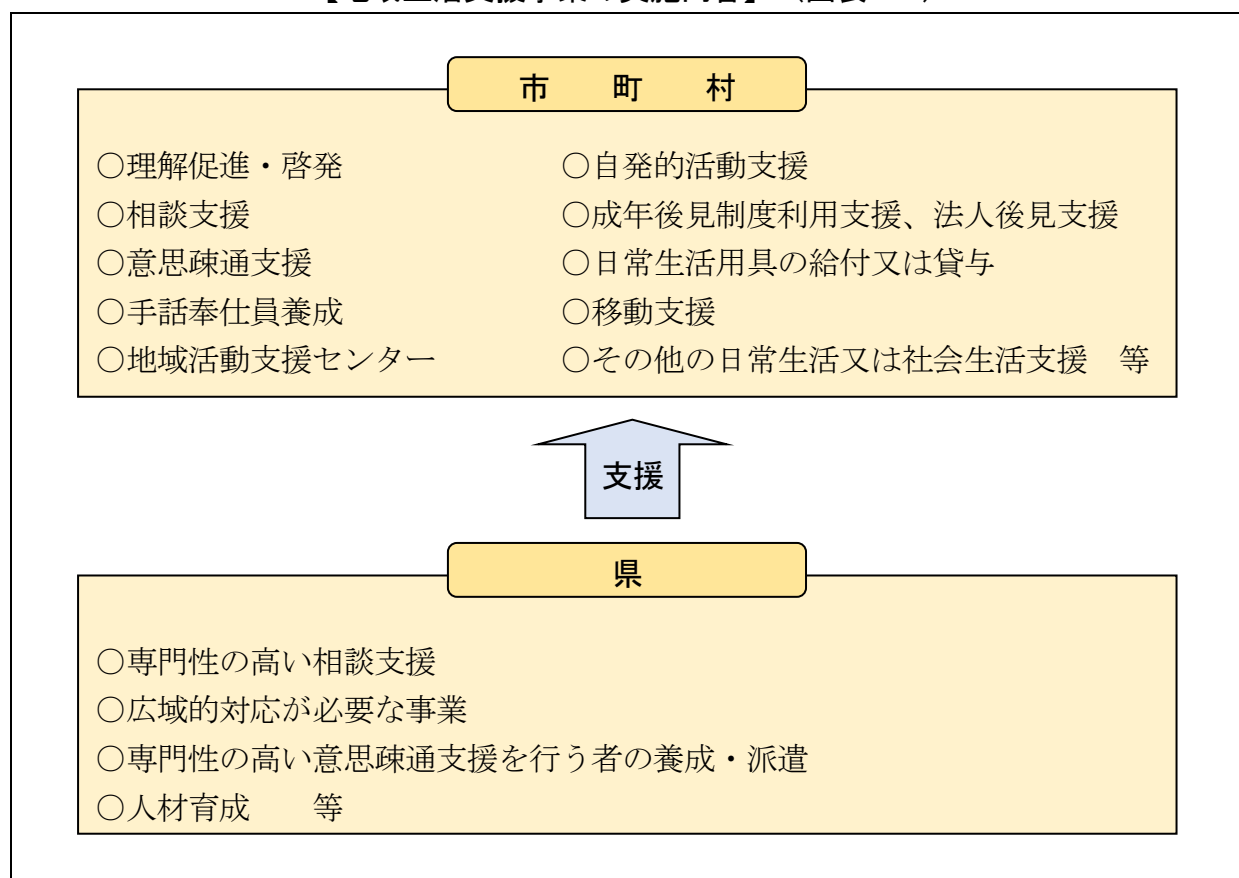 市 町 村
○理解促進・啓発
○相談支援
○意思疎通支援
○手話奉仕員養成
○地域活動支援センター
○自発的活動支援
○成年後見制度利用支援、法人後見支援
○日常生活用具の給付又は貸与
○移動支援
○その他の日常生活又は社会生活支援 等
支援
県
○専門性の高い相談支援
○広域的対応が必要な事業
○専門性の高い意思疎通支援を行う者の養成・派遣
○人材育成 等